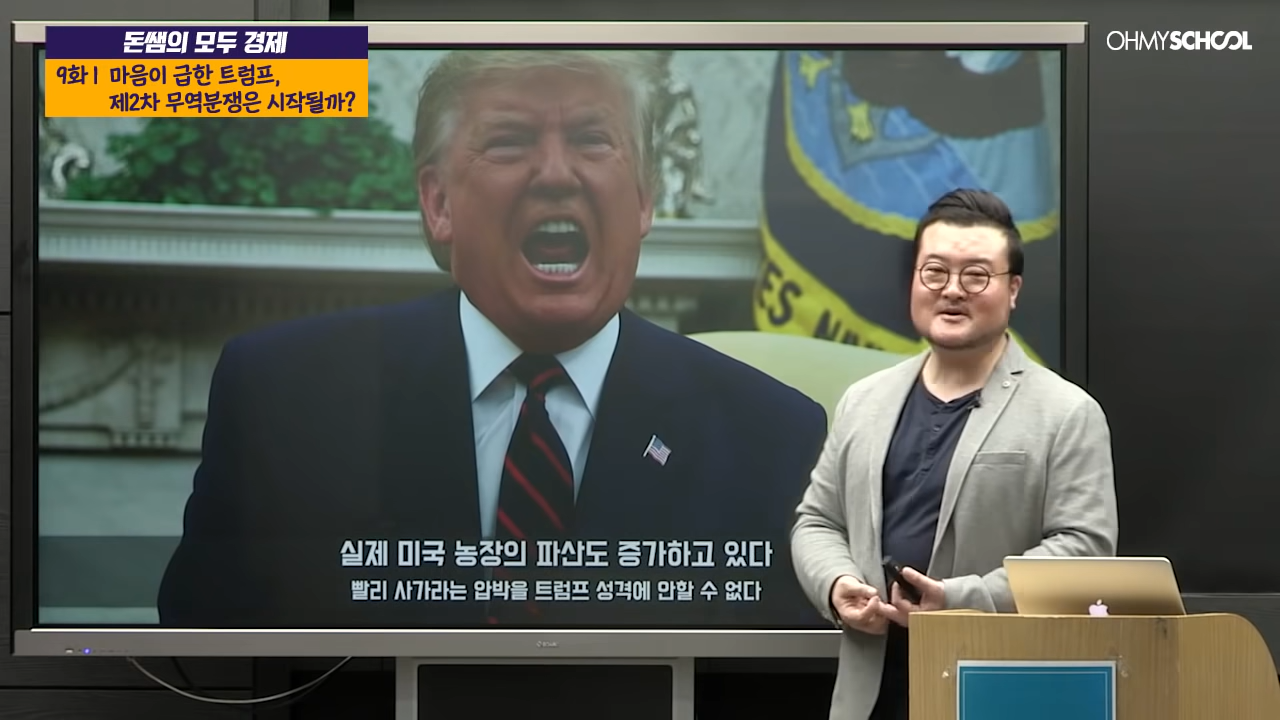 돈쌤의 모두 경제
9화 I 마음이 급한 트럼프,
제2차 무역분쟁은 시작될까?
OHMYSCHOOL
실제 미국 농장의 파산도 증가하고 있다
빨리 사가라는 압박을 트럼프 성격에 안할 수 없다